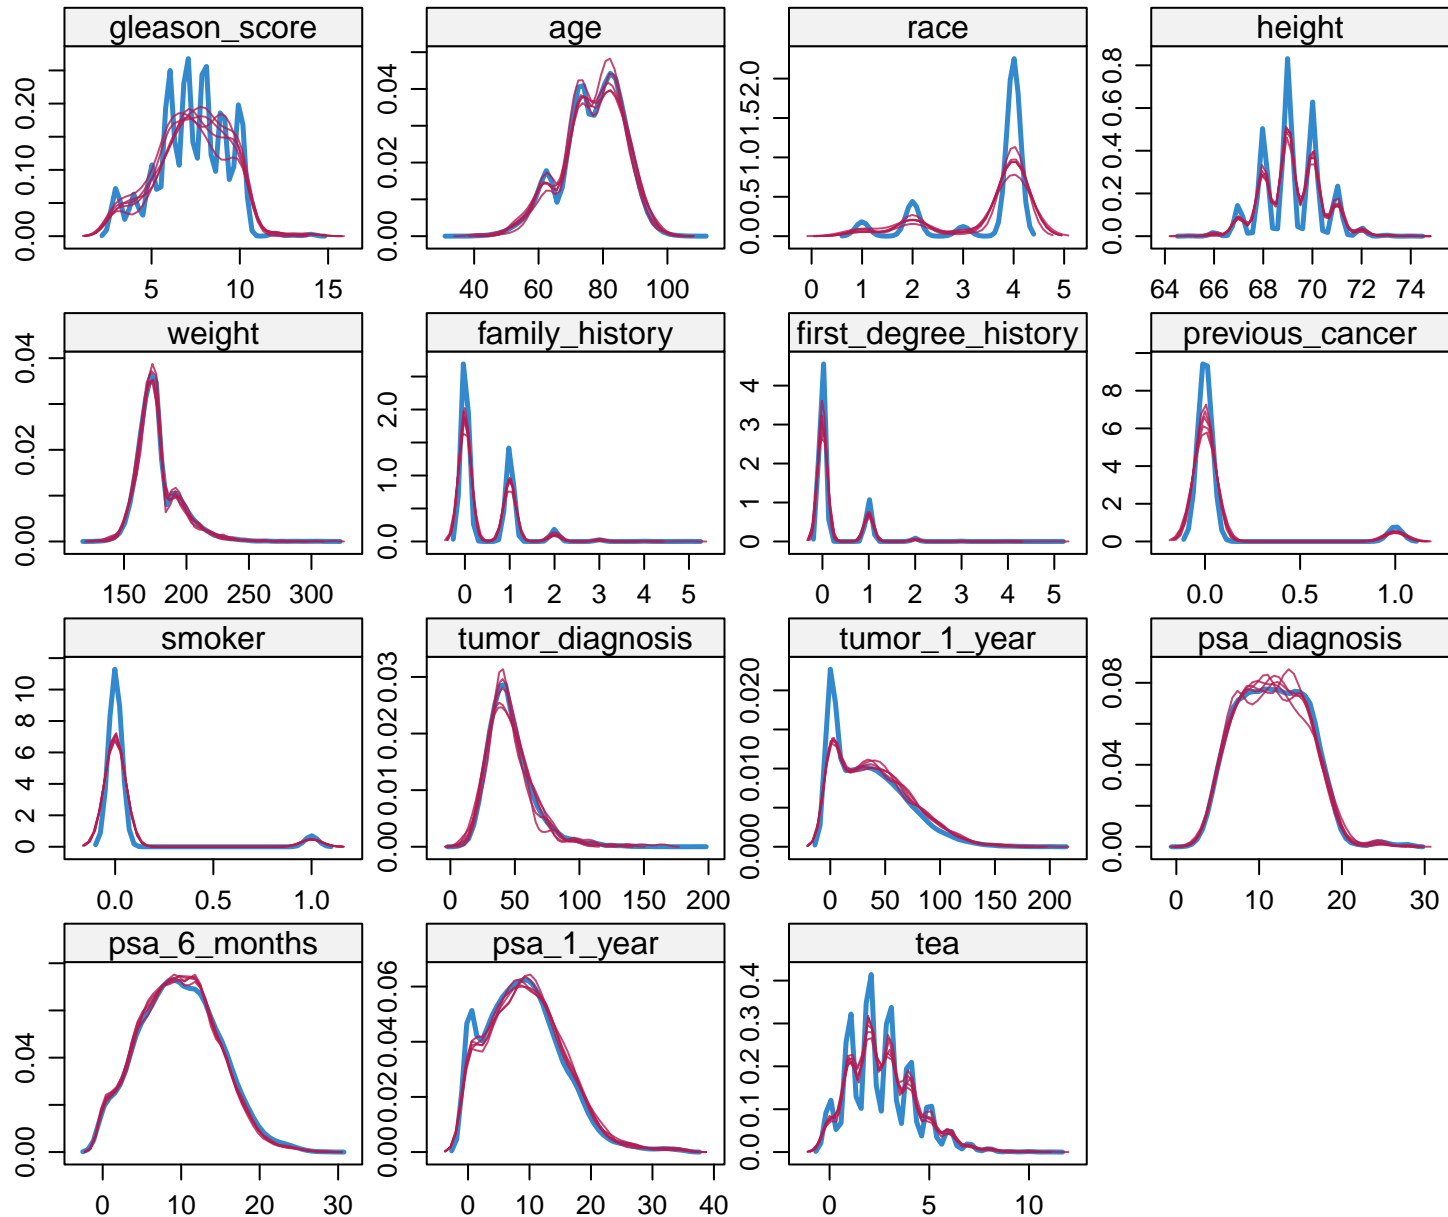 gleason_score
0.00 0.10 0.20
5 10 15
age
0.00 0.02 0.04
40 60 80 100
race
0.0 0.5 1.0 1.5 2.0
0 1 2 3 4 5
height
0.0 0.2 0.4 0.6 0.8
64 66 68 70 72 74
weight
0.00 0.02 0.04
150 200 250 300
family_history
0.0 1.0 2.0
0 1 2 3 4 5
first_degree_history
0 1 2 3 4
0 1 2 3 4 5
previous_cancer
0 2 4 6 8
0.0 0.5 1.0
smoker
0 2 4 6 8 10
0.0 0.5 1.0
tumor_diagnosis
0.00 0.01 0.02 0.03
0 50 100 150 200
tumor_1_year
0.000 0.010 0.020
0 50 100 150 200
psa_diagnosis
0.00 0.04 0.08
0 10 20 30
psa_6_months
0.00 0.04
0 10 20 30
psa_1_year
0.00 0.02 0.04 0.06
0 10 20 30 40
tea
0.0 0.1 0.2 0.3 0.4
0 5 10